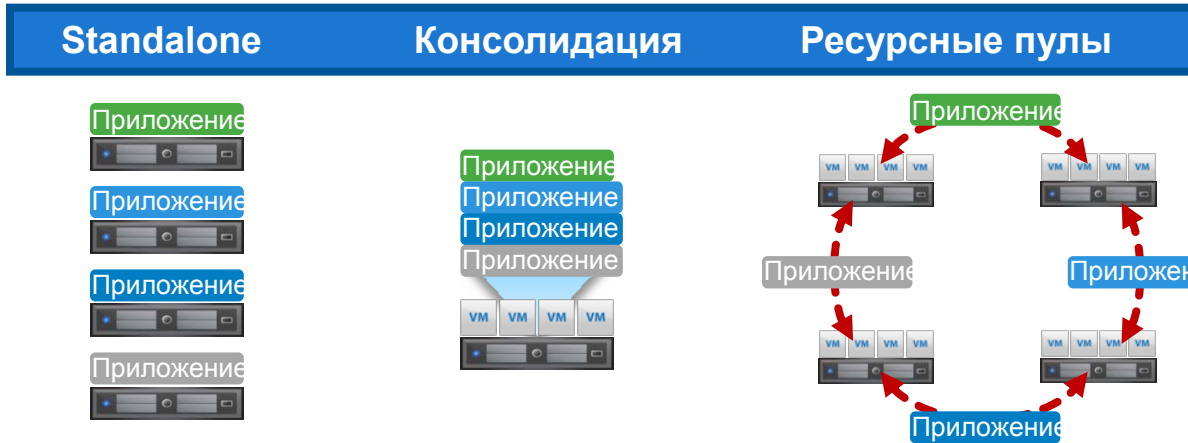 Standalone
Консолидация
Ресурсные пулы
Приложение
Приложение
Приложение
Приложение
Приложение
Приложение
Приложение
Приложение
VM VM VM VM
Приложение
VM VM VM VM
VM VM VM VM
Приложение
Приложен
VM VM VM VM
VM VM VM VM
Приложение